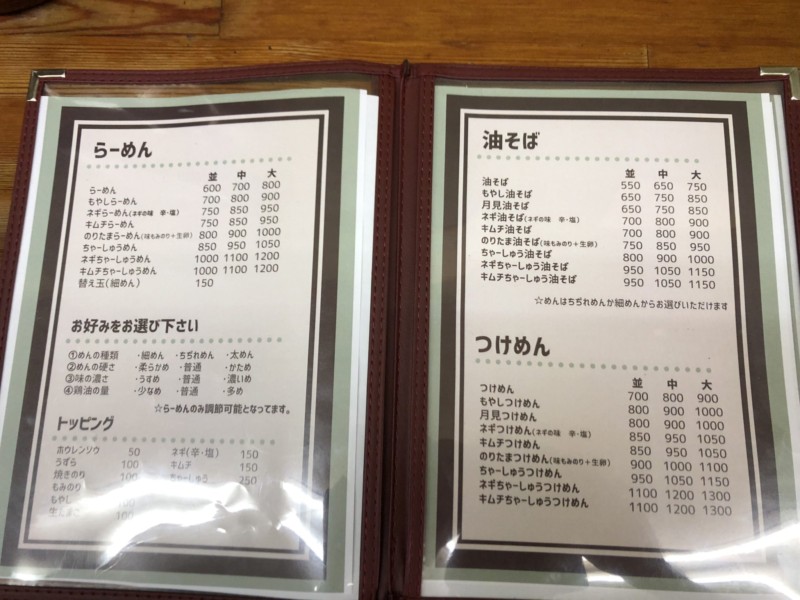 らーめん
並 中 大
らーめん 600 700 800
もやしらーめん 700 800 900
ネギらーめん(ネギの味 辛・塩) 750 850 950
キムチらーめん 750 850 950
のりたまらーめん(味もみのり+生卵) 800 900 1000
ちゃーしゅうめん 850 950 1050
ネギちゃーしゅうめん 1000 1100 1200
キムチちゃーしゅうめん 1000 1100 1200
替え玉(細めん) 150
お好みをお選び下さい
①めんの種類 ・細めん ・ちぢれめん ・太めん
②めんの硬さ ・柔らかめ ・普通 ・かため
③味の濃さ ・うすめ ・普通 ・濃いめ
④鶏油の量 ・少なめ ・普通 ・多め
☆らーめんのみ調節可能となってます。
トッピング
ホウレンソウ 50 ネギ(辛・塩) 150
うずら 100 キムチ 150
焼きのり 100 ちゃーしゅう 250
もみのり
もやし 100
100
油そば
並 中 大
油そば 550 650 750
もやし油そば 650 750 850
月見油そば 650 750 850
ネギ油そば(ネギの味 辛・塩) 700 800 900
キムチ油そば 700 800 900
のりたま油そば(味もみのり+生卵) 750 850 950
ちゃーしゅう油そば 800 900 1000
ネギちゃーしゅう油そば 950 1050 1150
キムチちゃーしゅう油そば 950 1050 1150
☆めんはちぢれめんか細めんからお選びいただけます
つけめん
並 中 大
つけめん 700 800 900
もやしつけめん 800 900 1000
月見つけめん 800 900 1000
ネギつけめん(ネギの味 辛・塩) 850 950 1050
キムチつけめん 850 950 1050
のりたまつけめん(味もみのり+生卵) 900 1000 1100
ちゃーしゅうつけめん 950 1050 1150
ネギちゃーしゅうつけめん 1100 1200 1300
キムチちゃーしゅうつけめん 1100 1200 1300